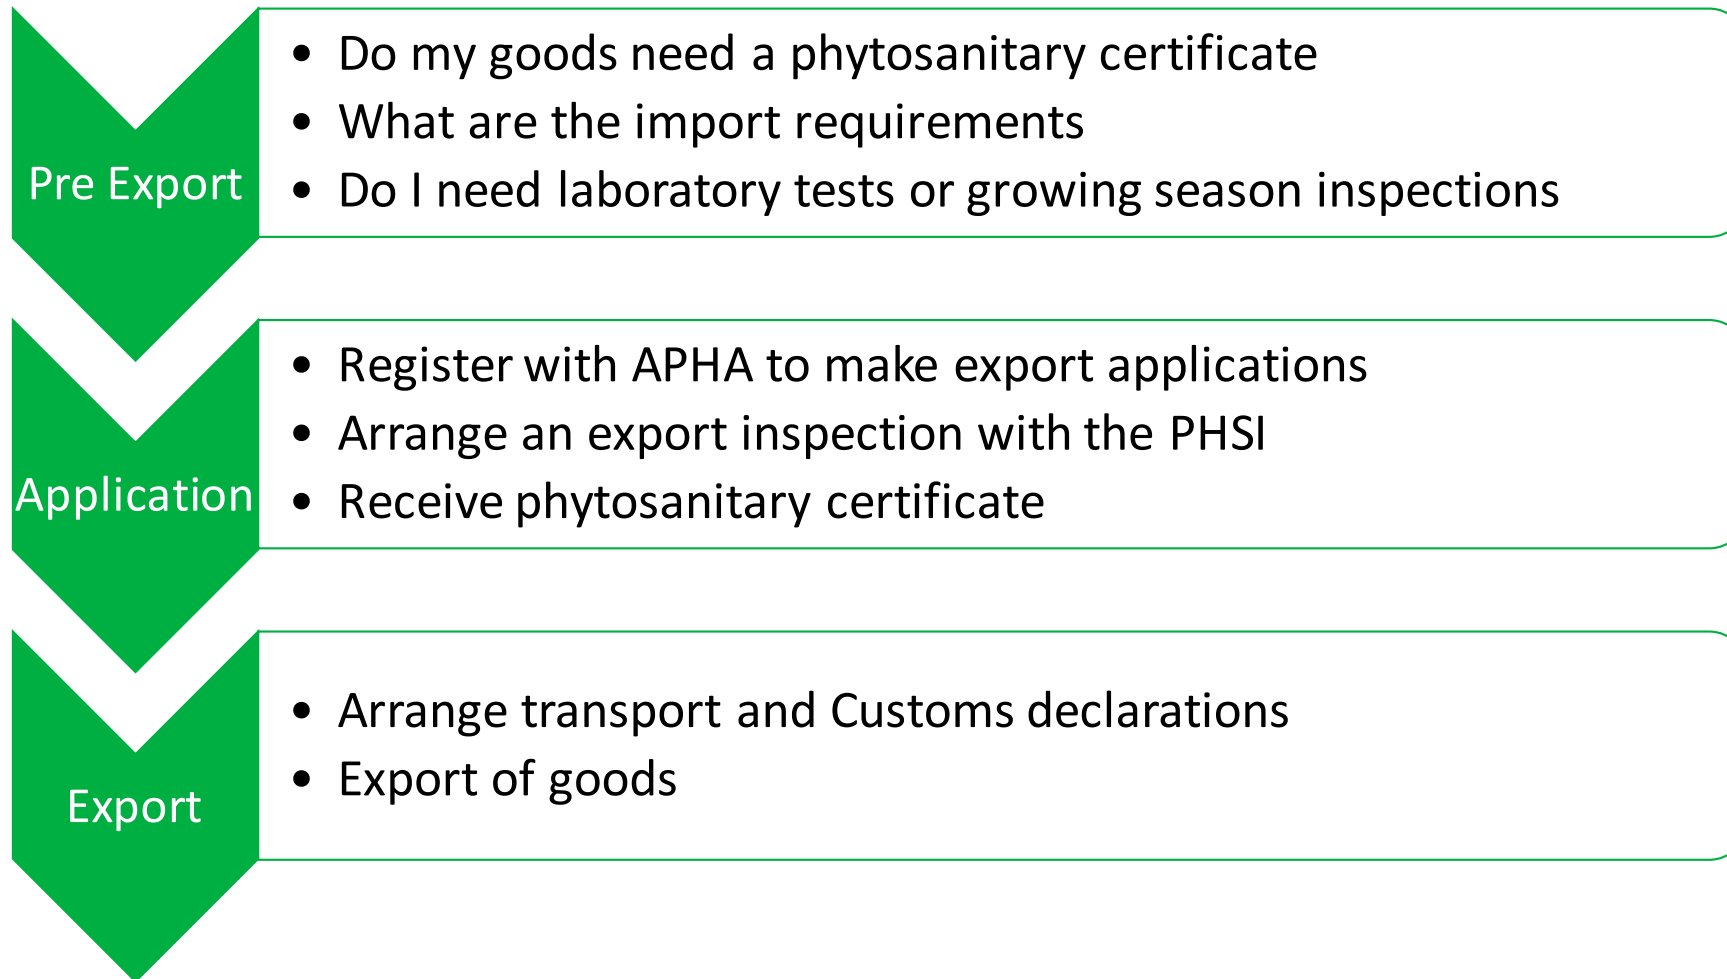 Pre Export
• Do my goods need a phytosanitary certificate
• What are the import requirements
• Do I need laboratory tests or growing season inspections
Application
• Register with APHA to make export applications
• Arrange an export inspection with the PHSI
• Receive phytosanitary certificate
Export
• Arrange transport and Customs declarations
• Export of goods